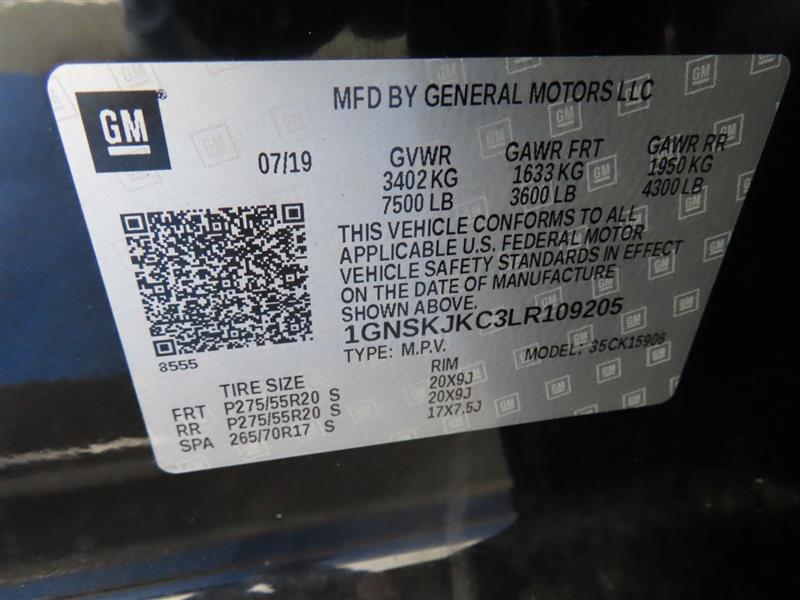 MFD BY GENERAL MOTORS LLC
GM®
07/19
GVWR GAWR FRT GAWR RR
3402 KG 1633 KG 1950 KG
7500 LB 3600 LB 4300 LB
THIS VEHICLE CONFORMS TO ALL
APPLICABLE U.S. FEDERAL MOTOR
VEHICLE SAFETY STANDARDS IN EFFECT
ON THE DATE OF MANUFACTURE
SHOWN ABOVE.
1GNSKJKC3LR109205
8555
TYPE: M.P.V. MODEL: 35CK15906
TIRE SIZE RIM
FRT P275/55R20 S 20X9J
RR P275/55R20 S 20X9J
SPA 265/70R17 S 17X7.5J